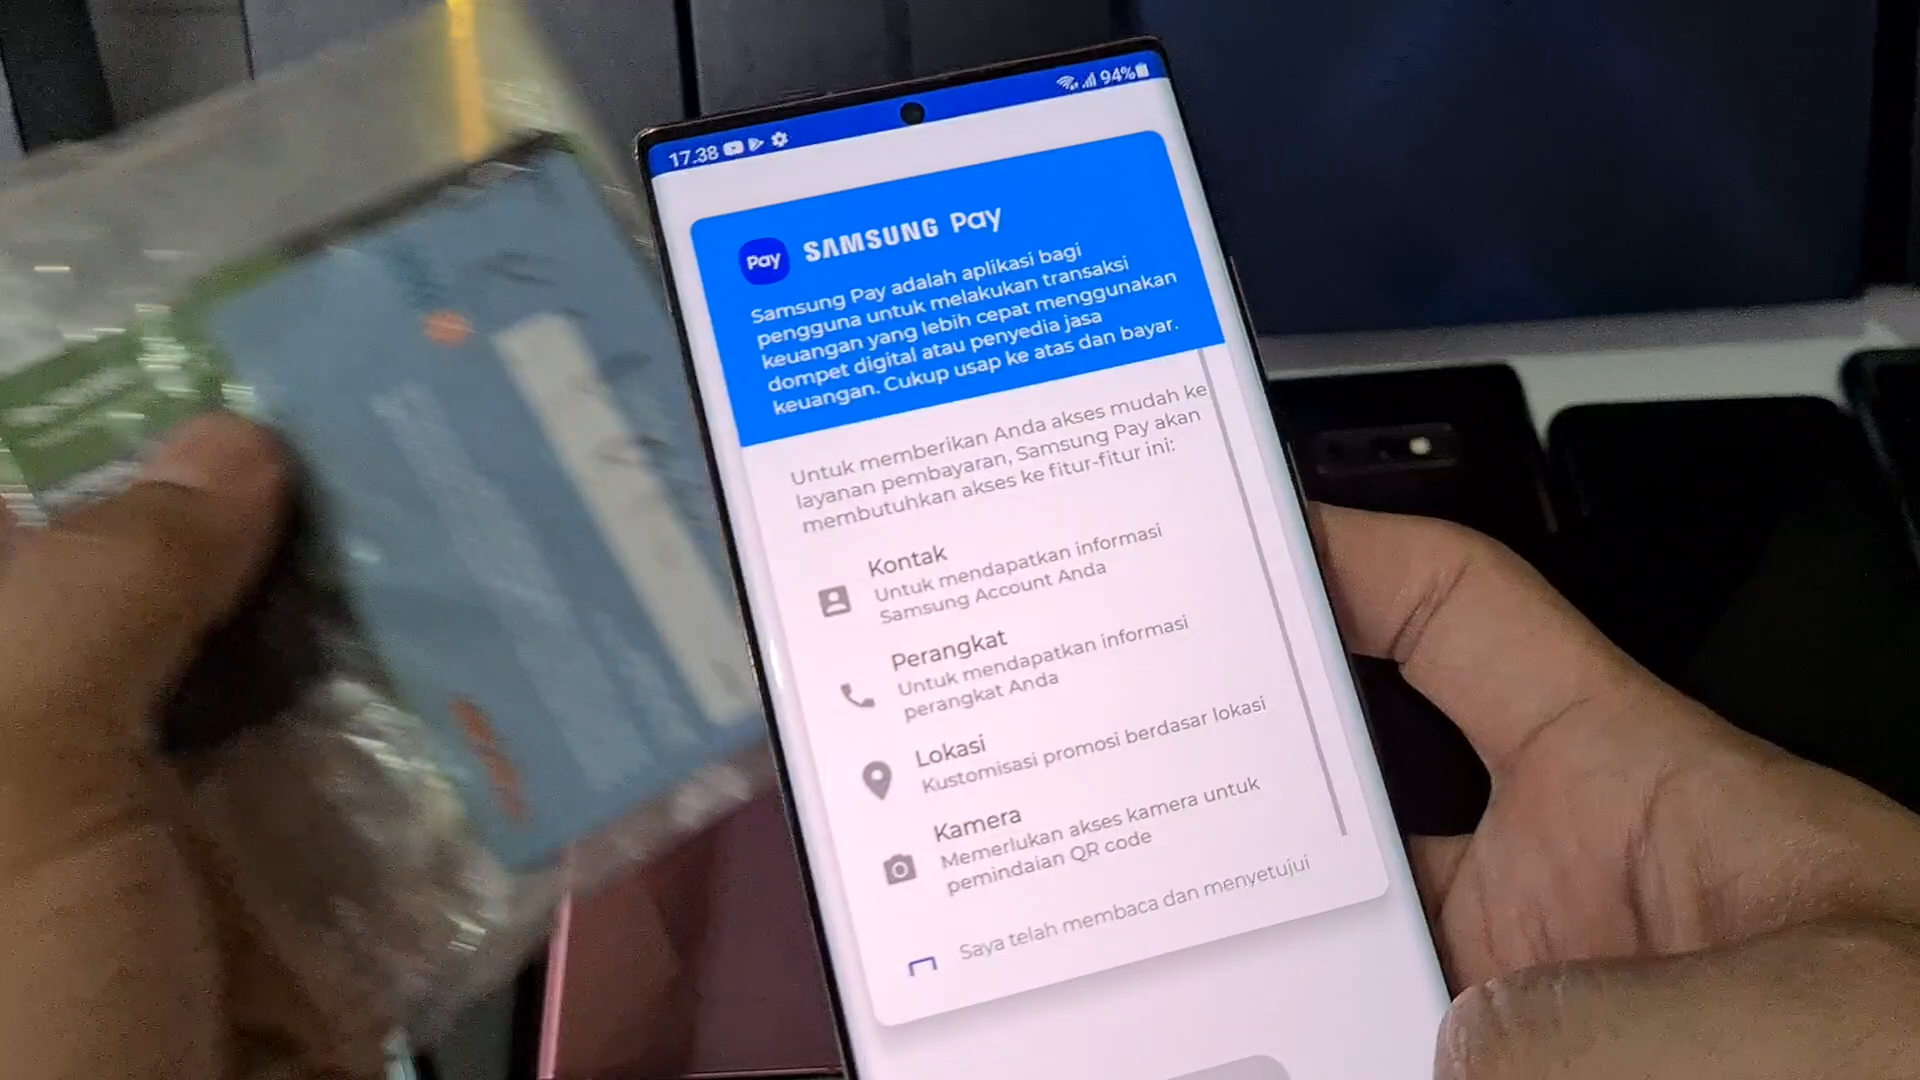 17.38
94%
Pay
SAMSUNG Pay
Samsung Pay adalah aplikasi bagi
pengguna untuk melakukan transaksi
keuangan yang lebih cepat menggunakan
dompet digital atau penyedia jasa
keuangan. Cukup usap ke atas dan bayar.
Untuk memberikan Anda akses mudah ke
layanan pembayaran, Samsung Pay akan
membutuhkan akses ke fitur-fitur ini:
Kontak
Untuk mendapatkan informasi
Samsung Account Anda
Perangkat
Untuk mendapatkan informasi
perangkat Anda
Lokasi
Kustomisasi promosi berdasar lokasi
Kamera
Memerlukan akses kamera untuk
pemindaian QR code
Saya telah membaca dan menyetujui